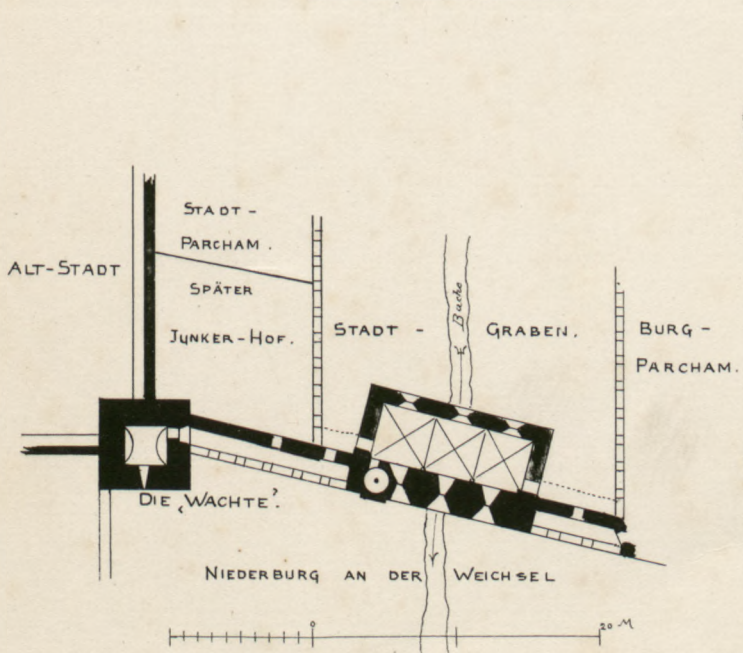 STADT-
PARCHAM.
ALT-STADT
SPÄTER
JUNKER-HOF.
STADT -
Bache
GRABEN.
BURG-
PARCHAM.
DIE ‚WACHTE’.
NIEDERBURG AN DER WEICHSEL
0
20 M